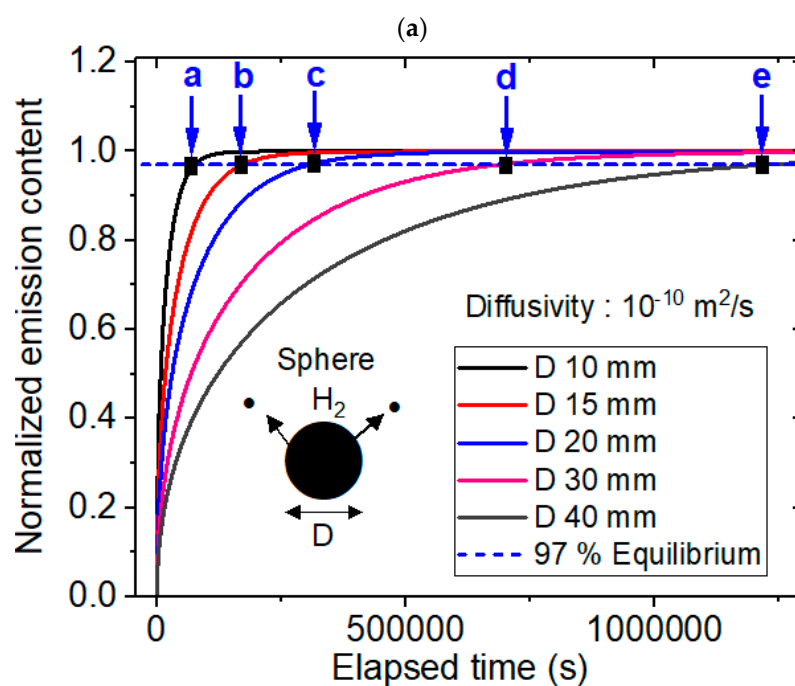 (a)
a b c d e
1.2
1.0
0.8
0.6
0.4
0.2
0.0
Normalized emission content
Diffusivity : 10⁻¹⁰ m²/s
Sphere
H₂
D
D 10 mm
D 15 mm
D 20 mm
D 30 mm
D 40 mm
97 % Equilibrium
0 500000 1000000
Elapsed time (s)